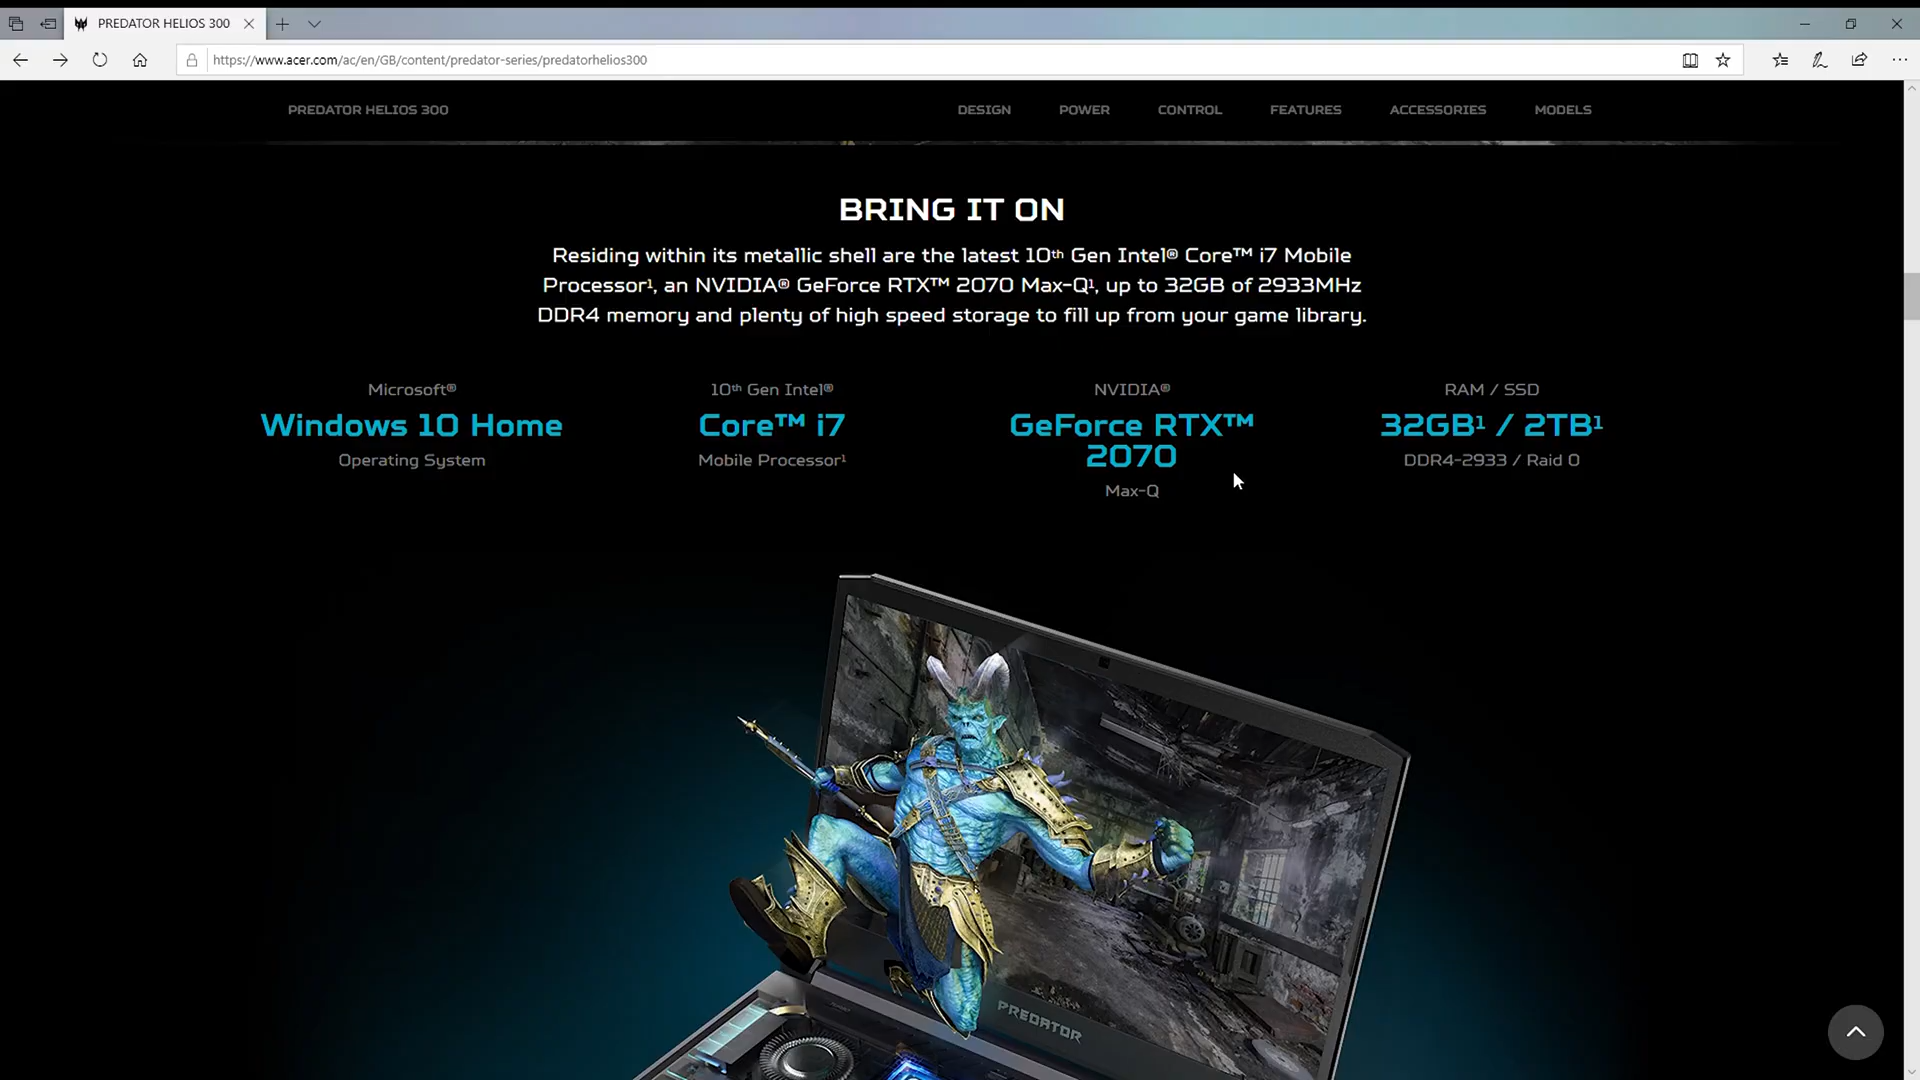 PREDATOR HELIOS 300
https://www.acer.com/ac/en/GB/content/predator-series/predatorhelios300
PREDATOR HELIOS 300 DESIGN POWER CONTROL FEATURES ACCESSORIES MODELS
BRING IT ON
Residing within its metallic shell are the latest 10th Gen Intel® Core™ i7 Mobile
Processor¹, an NVIDIA® GeForce RTX™ 2070 Max-Q¹, up to 32GB of 2933MHz
DDR4 memory and plenty of high speed storage to fill up from your game library.
Microsoft®
Windows 10 Home
Operating System
10th Gen Intel®
Core™ i7
Mobile Processor¹
NVIDIA®
GeForce RTX™
2070
Max-Q
RAM / SSD
32GB¹ / 2TB¹
DDR4-2933 / Raid 0
PREDATOR